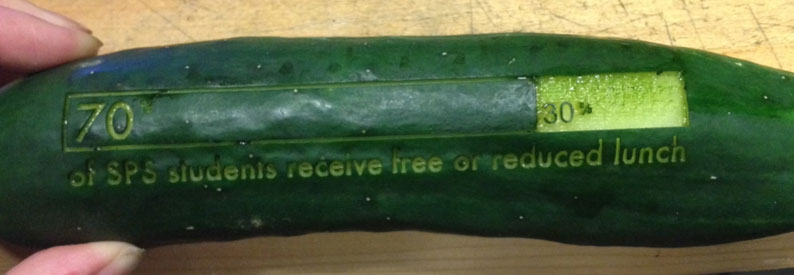 70% 30%
of SPS students receive free or reduced lunch